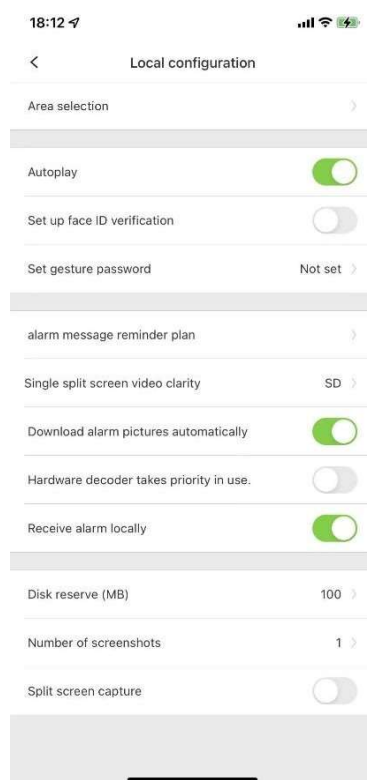 18:12
Local configuration
Area selection
Autoplay
Set up face ID verification
Set gesture password Not set
alarm message reminder plan
Single split screen video clarity SD
Download alarm pictures automatically
Hardware decoder takes priority in use.
Receive alarm locally
Disk reserve (MB) 100
Number of screenshots 1
Split screen capture